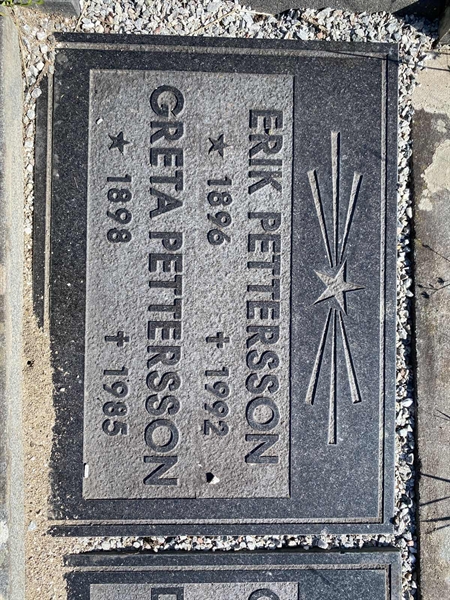 ERIK PETTERSSON
★ 1896 ✝ 1992
GRETA PETTERSSON
★ 1898 ✝ 1985